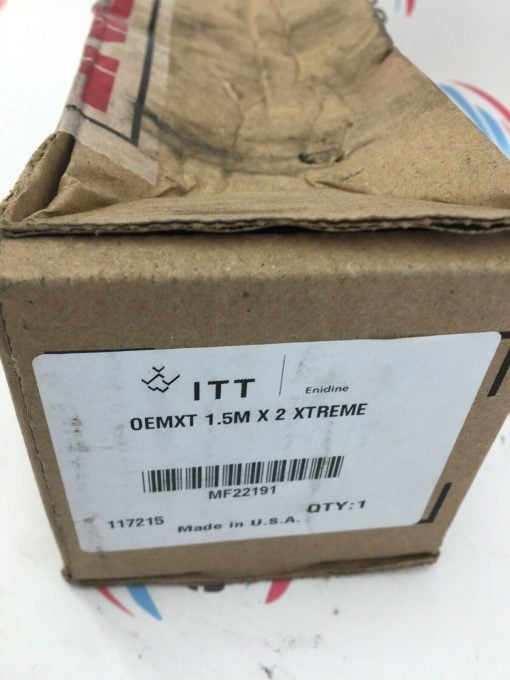 ITT Enidine
OEMXT 1.5M X 2 XTREME
MF22191
117215 QTY:1
Made in U.S.A.